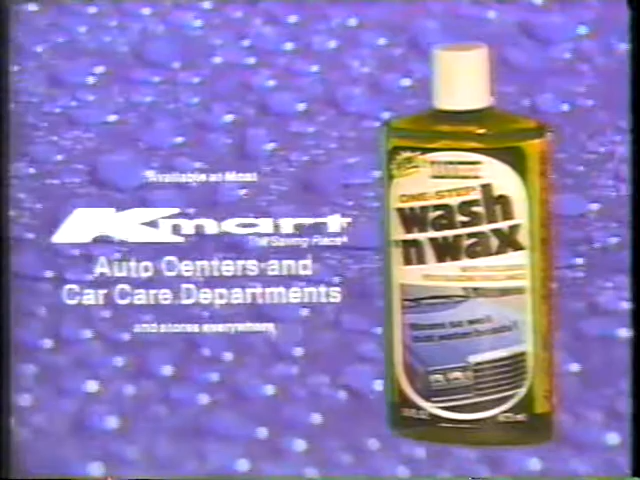 Available at Most
Kmart
The Saving Place
Auto Centers and
Car Care Departments
and stores everywhere
ONE-STEP
wash
'n wax